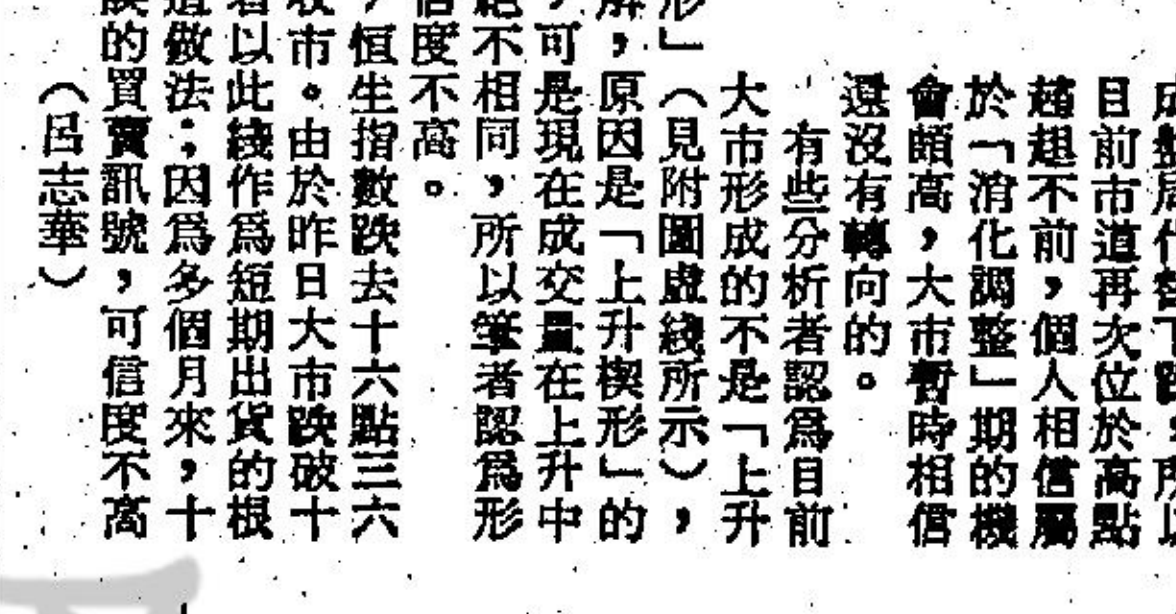 目前市道再次位於高點
趦趄不前，個人相信屬
於「消化調整」期的機
會頗高，大市暫時相信
還沒有轉向的。
有些分析者認爲目前
大市形成的不是「上升
形」（見附圖虛綫所示），
原因是「上升楔形」的
，可是現在成交量在上升中
不相同，所以筆者認爲形
信度不高。
，恒生指數跌去十六點三六
收市。由於昨日大市跌破十
者以此綫作爲短期出貨的根
道做法；因爲多個月來，十
的買賣訊號，可信度不高
（呂志華）